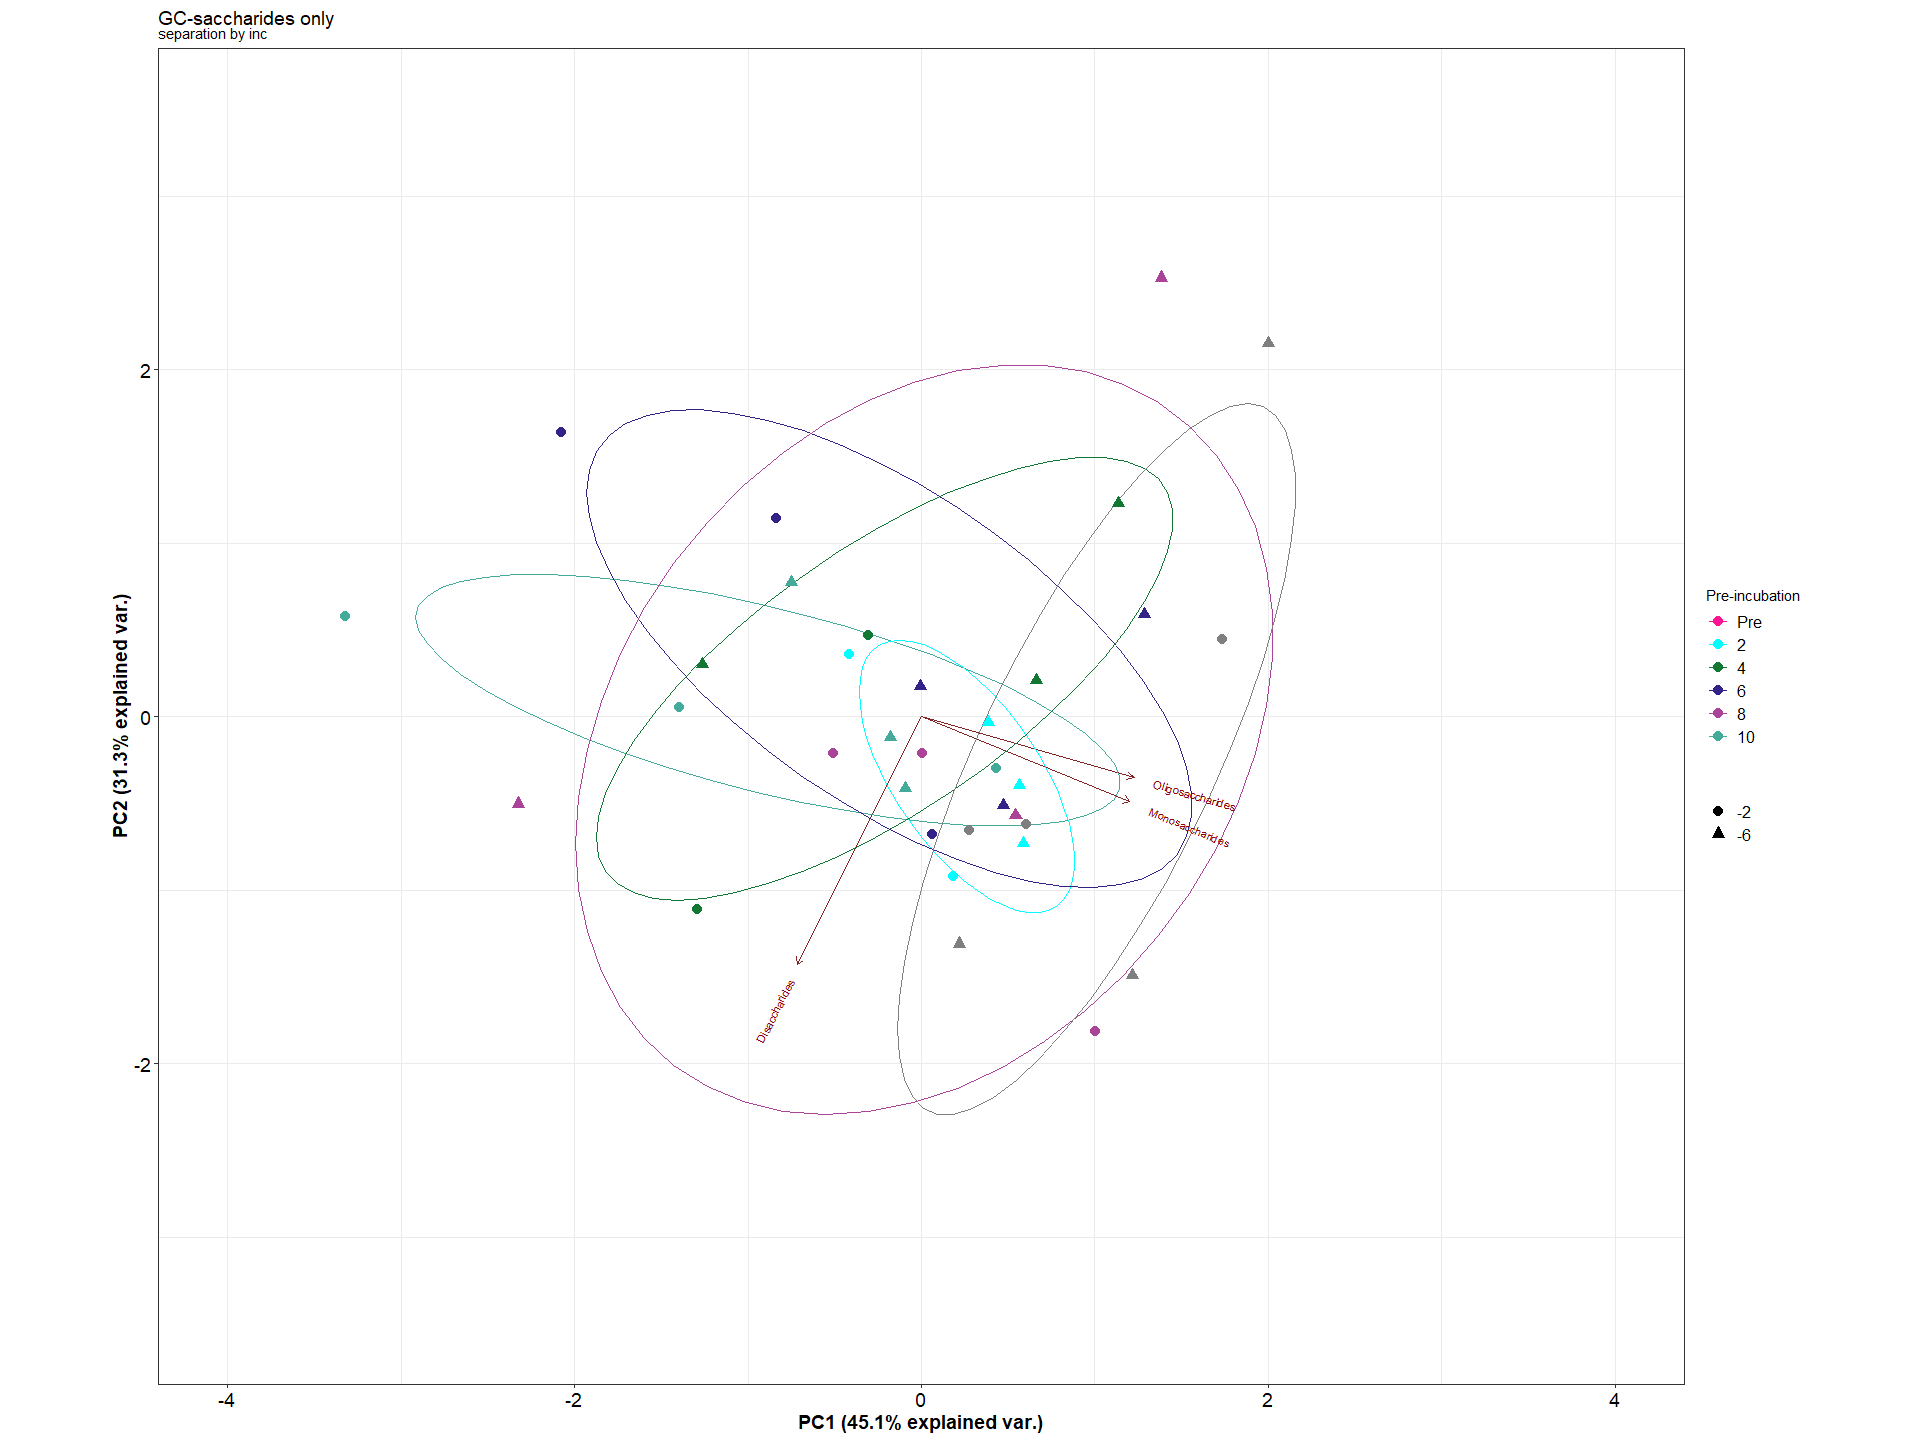 GC-saccharides only
separation by inc
PC2 (31.3% explained var.)
2
0
-2
Oligosaccharides
Monosaccharides
Disaccharides
-4
-2
0
2
4
PC1 (45.1% explained var.)
Pre-incubation
Pre
2
4
6
8
10
-2
-6